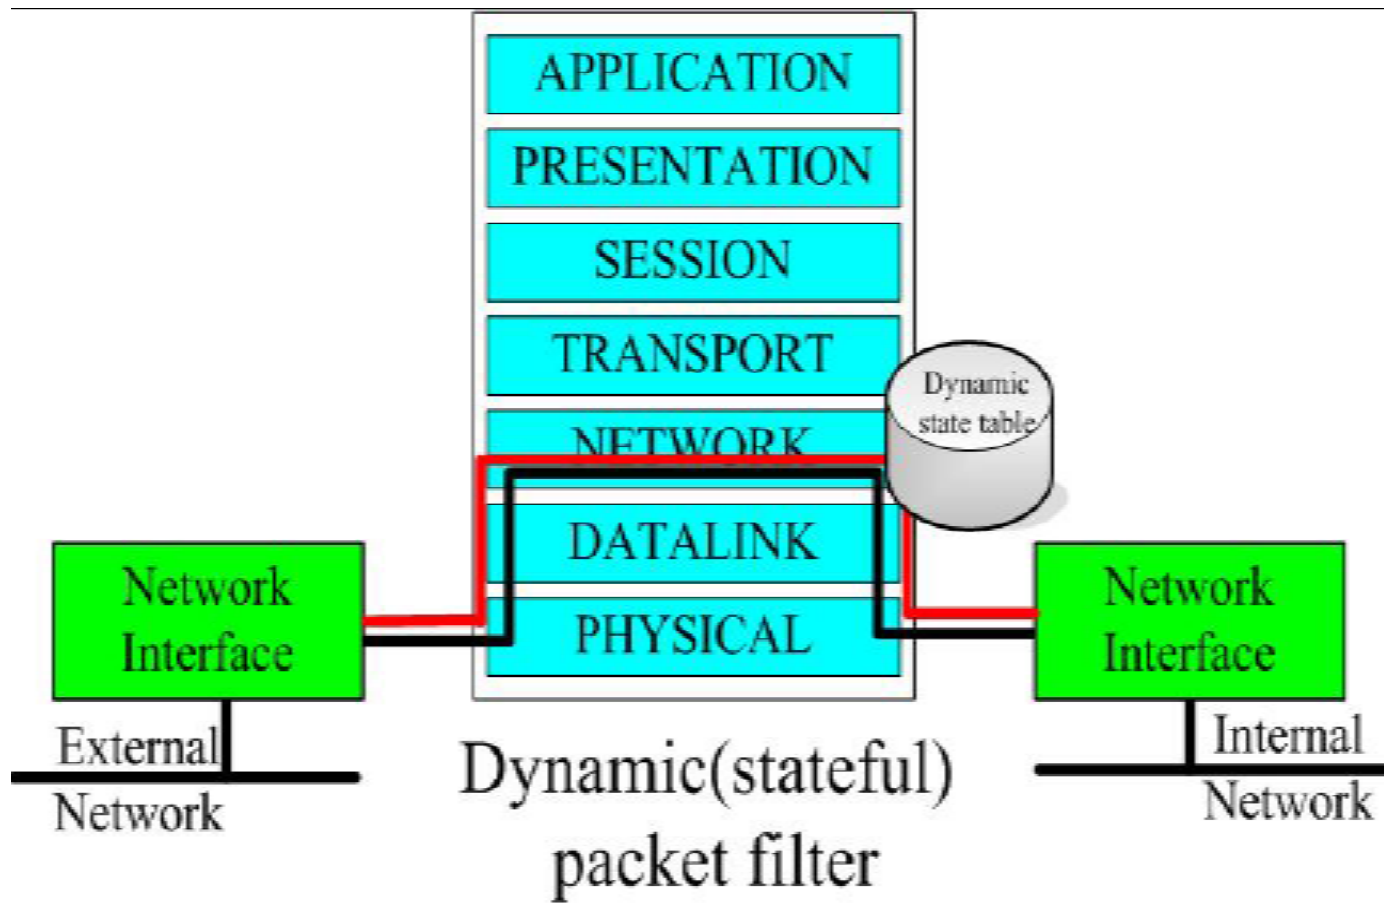 APPLICATION
PRESENTATION
SESSION
TRANSPORT
Dynamic
state table
NETWORK
DATALINK
PHYSICAL
Network
Interface
Network
Interface
External
Network
Internal
Network
Dynamic(stateful)
packet filter